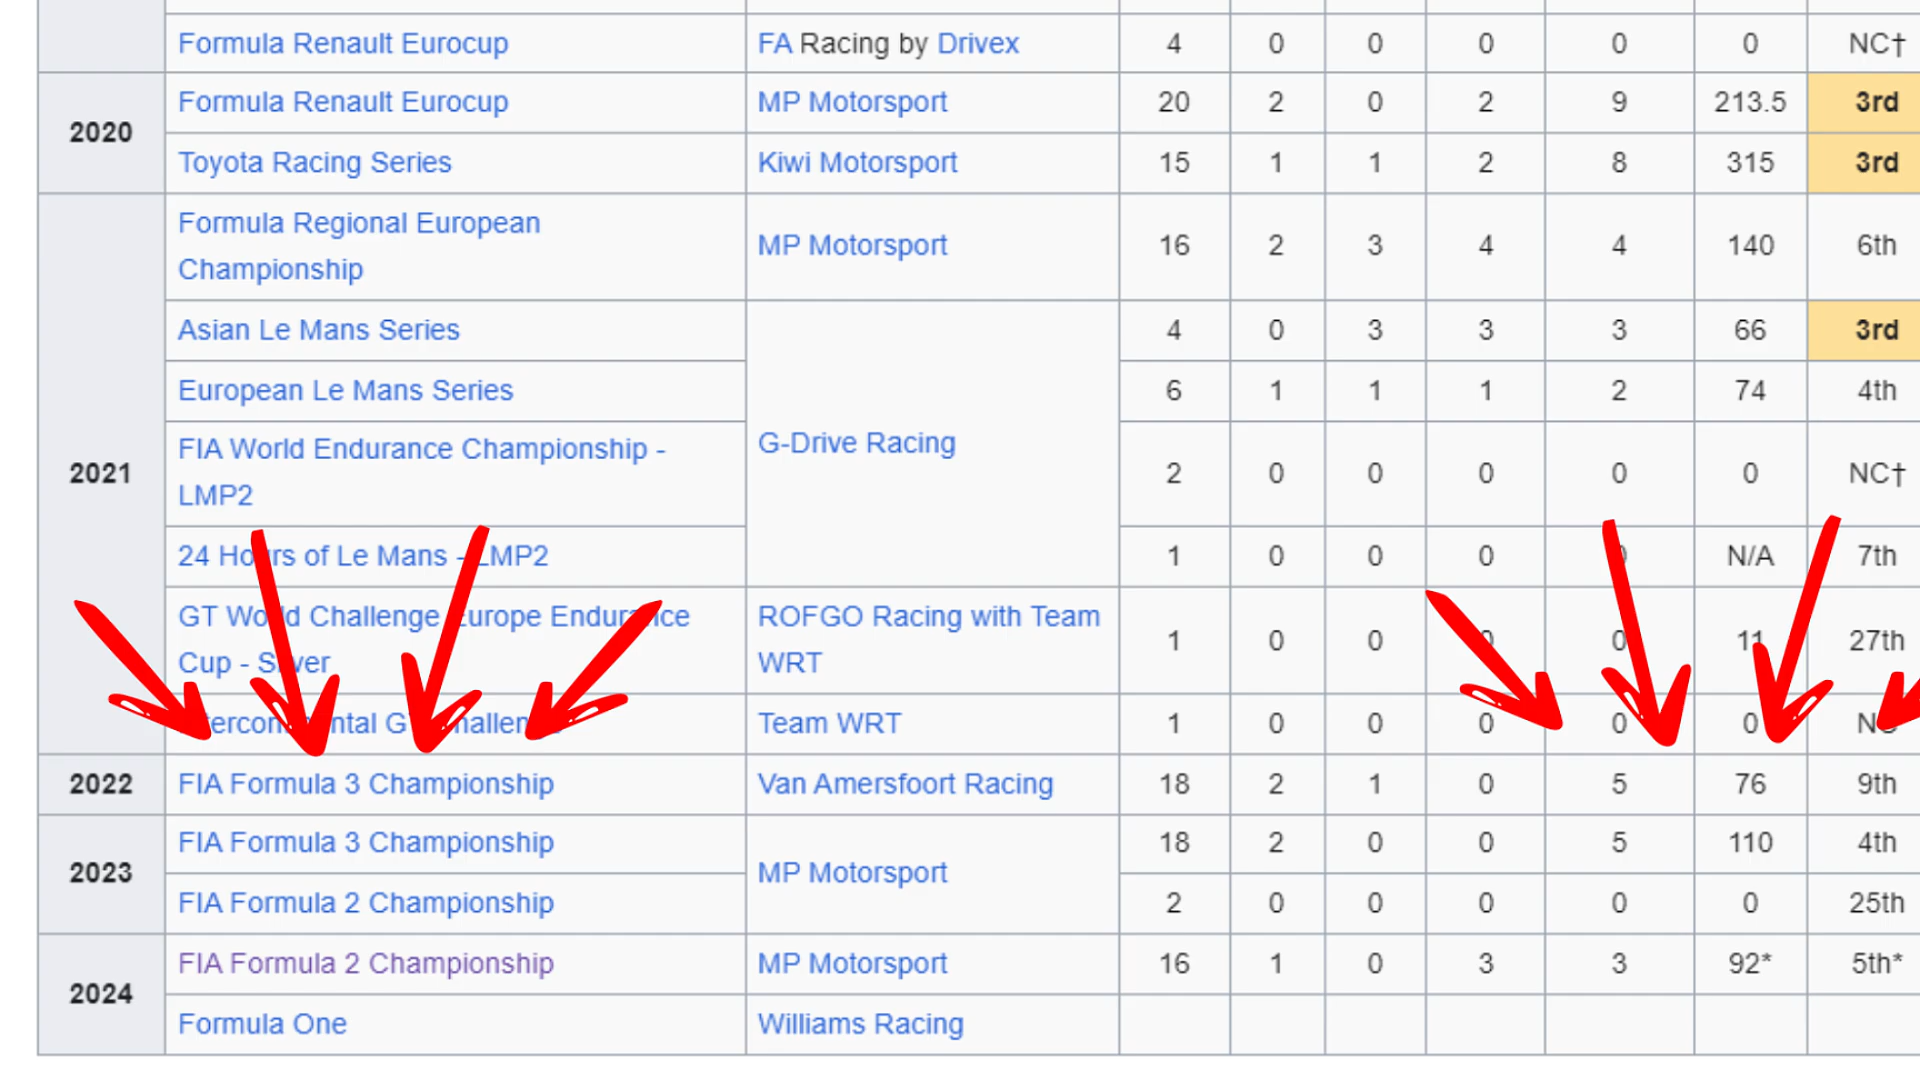 Formula Renault Eurocup FA Racing by Drivex 4 0 0 0 0 0 NC†
2020 Formula Renault Eurocup MP Motorsport 20 2 0 2 9 213.5 3rd
Toyota Racing Series Kiwi Motorsport 15 1 1 2 8 315 3rd
2021 Formula Regional European
Championship MP Motorsport 16 2 3 4 4 140 6th
Asian Le Mans Series G-Drive Racing 4 0 3 3 3 66 3rd
European Le Mans Series 6 1 1 1 2 74 4th
FIA World Endurance Championship -
LMP2 2 0 0 0 0 0 NC†
24 Hours of Le Mans - LMP2 1 0 0 0 0 N/A 7th
GT World Challenge Europe Endurance
Cup - Silver ROFGO Racing with Team
WRT 1 0 0 0 0 11 27th
Team WRT 1 0 0 0 0 0
2022 FIA Formula 3 Championship Van Amersfoort Racing 18 2 1 0 5 76 9th
2023 FIA Formula 3 Championship MP Motorsport 18 2 0 0 5 110 4th
FIA Formula 2 Championship 2 0 0 0 0 0 25th
2024 FIA Formula 2 Championship MP Motorsport 16 1 0 3 3 92* 5th*
Formula One Williams Racing